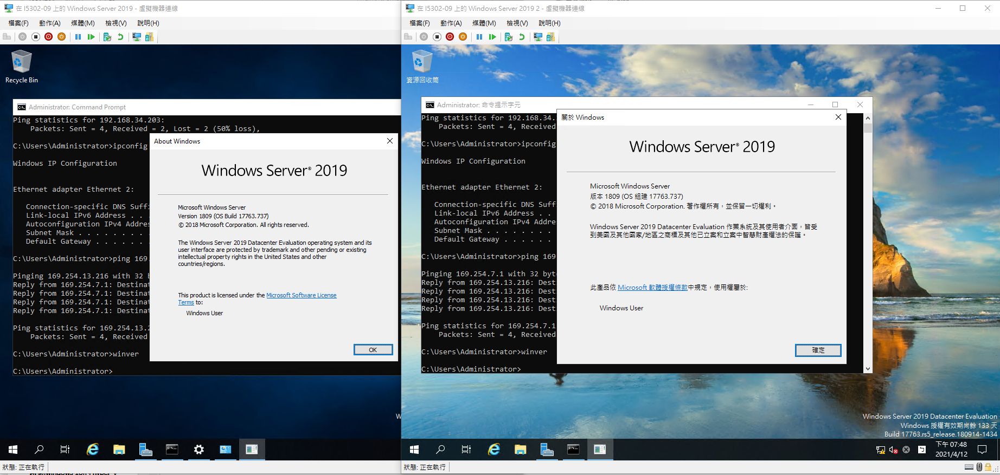 在 I5302-09 上的 Windows Server 2019 - 虛擬機器連線
檔案(F) 動作(A) 媒體(M) 檢視(V) 說明(H)
Recycle Bin
Administrator: Command Prompt
Ping statistics for 192.168.34.203:
Packets: Sent = 4, Received = 2, Lost = 2 (50% loss),
C:\Users\Administrator>ipconfig
Windows IP Configuration
Ethernet adapter Ethernet 2:
Connection-specific DNS Suff
Link-local IPv6 Address . . .
Autoconfiguration IPv4 Addres
Subnet Mask . . . . . . . . .
Default Gateway . . . . . . .
C:\Users\Administrator>ping 169.
Pinging 169.254.13.216 with 32 b
Reply from 169.254.7.1: Destinat
Reply from 169.254.7.1: Destinat
Reply from 169.254.7.1: Destinat
Reply from 169.254.7.1: Destinat
Ping statistics for 169.254.13.2
Packets: Sent = 4, Received
C:\Users\Administrator>winver
C:\Users\Administrator>
About Windows
Windows Server® 2019
Microsoft Windows Server
Version 1809 (OS Build 17763.737)
© 2018 Microsoft Corporation. All rights reserved.
The Windows Server 2019 Datacenter Evaluation operating system and its
user interface are protected by trademark and other pending or existing
intellectual property rights in the United States and other
countries/regions.
This product is licensed under the Microsoft Software License
Terms to:
Windows User
OK
W
狀態: 正在執行
在 I5302-09 上的 Windows Server 2019 2 - 虛擬機器連線
檔案(F) 動作(A) 媒體(M) 檢視(V) 說明(H)
資源回收筒
Administrator: 命令提示字元
Ping statistics for 192.168.34.
Packets: Sent = 4, Received
C:\Users\Administrator>ipconfig
Windows IP Configuration
Ethernet adapter Ethernet 2:
Connection-specific DNS Suff
Link-local IPv6 Address . .
Autoconfiguration IPv4 Addre
Subnet Mask . . . . . . . .
Default Gateway . . . . . .
C:\Users\Administrator>ping 169
Pinging 169.254.7.1 with 32 byt
Reply from 169.254.13.216: Dest
Reply from 169.254.13.216: Dest
Reply from 169.254.13.216: Dest
Reply from 169.254.13.216: Dest
Ping statistics for 169.254.7.1
Packets: Sent = 4, Received
C:\Users\Administrator>winver
C:\Users\Administrator>
關於 Windows
Windows Server® 2019
Microsoft Windows Server
版本 1809 (OS 組建 17763.737)
© 2018 Microsoft Corporation. 著作權所有，並保留一切權利。
Windows Server 2019 Datacenter Evaluation 作業系統及其使用者介面，皆受
到美國及其他國家/地區之商標及其他已立案和立案中智慧財產權法的保護。
此產品依 Microsoft 軟體授權條款中規定，使用權屬於:
Windows User
確定
Windows Server 2019 Datacenter Evaluation
Windows 授權有效期尚餘 133 天
Build 17763.rs5_release.180914-1434
ㄅ
下午 07:48
2021/4/12
狀態: 正在執行